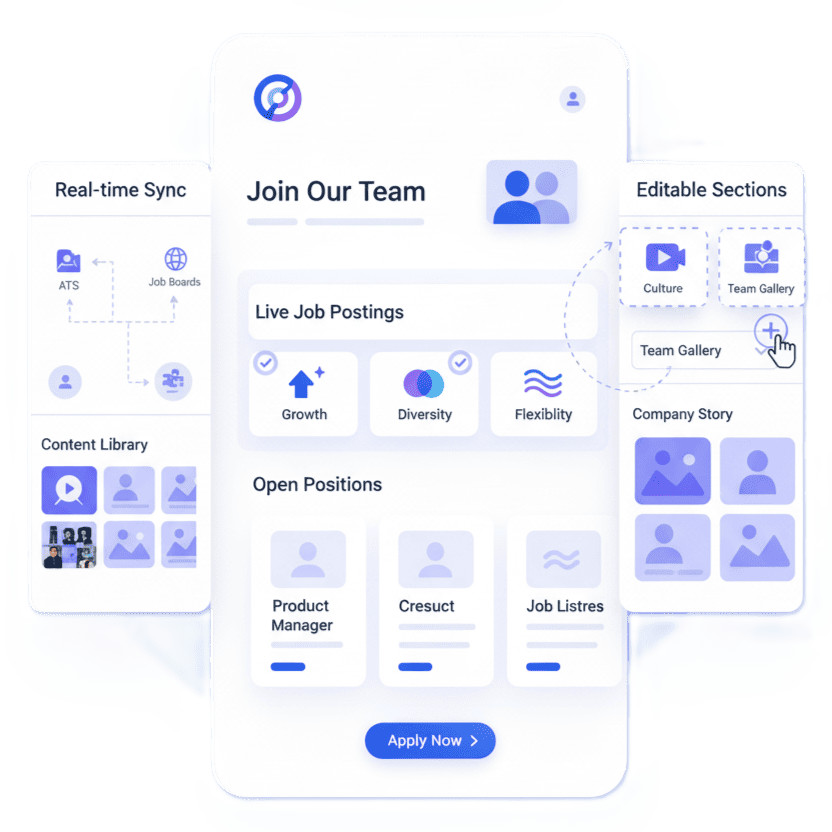 Real-time Sync
ATS
Job Boards
Content Library
Join Our Team
Live Job Postings
Growth
Diversity
Flexiblity
Open Positions
Product
Manager
Cresuct
Job Listres
Apply Now
Editable Sections
Culture
Team Gallery
Team Gallery
Company Story